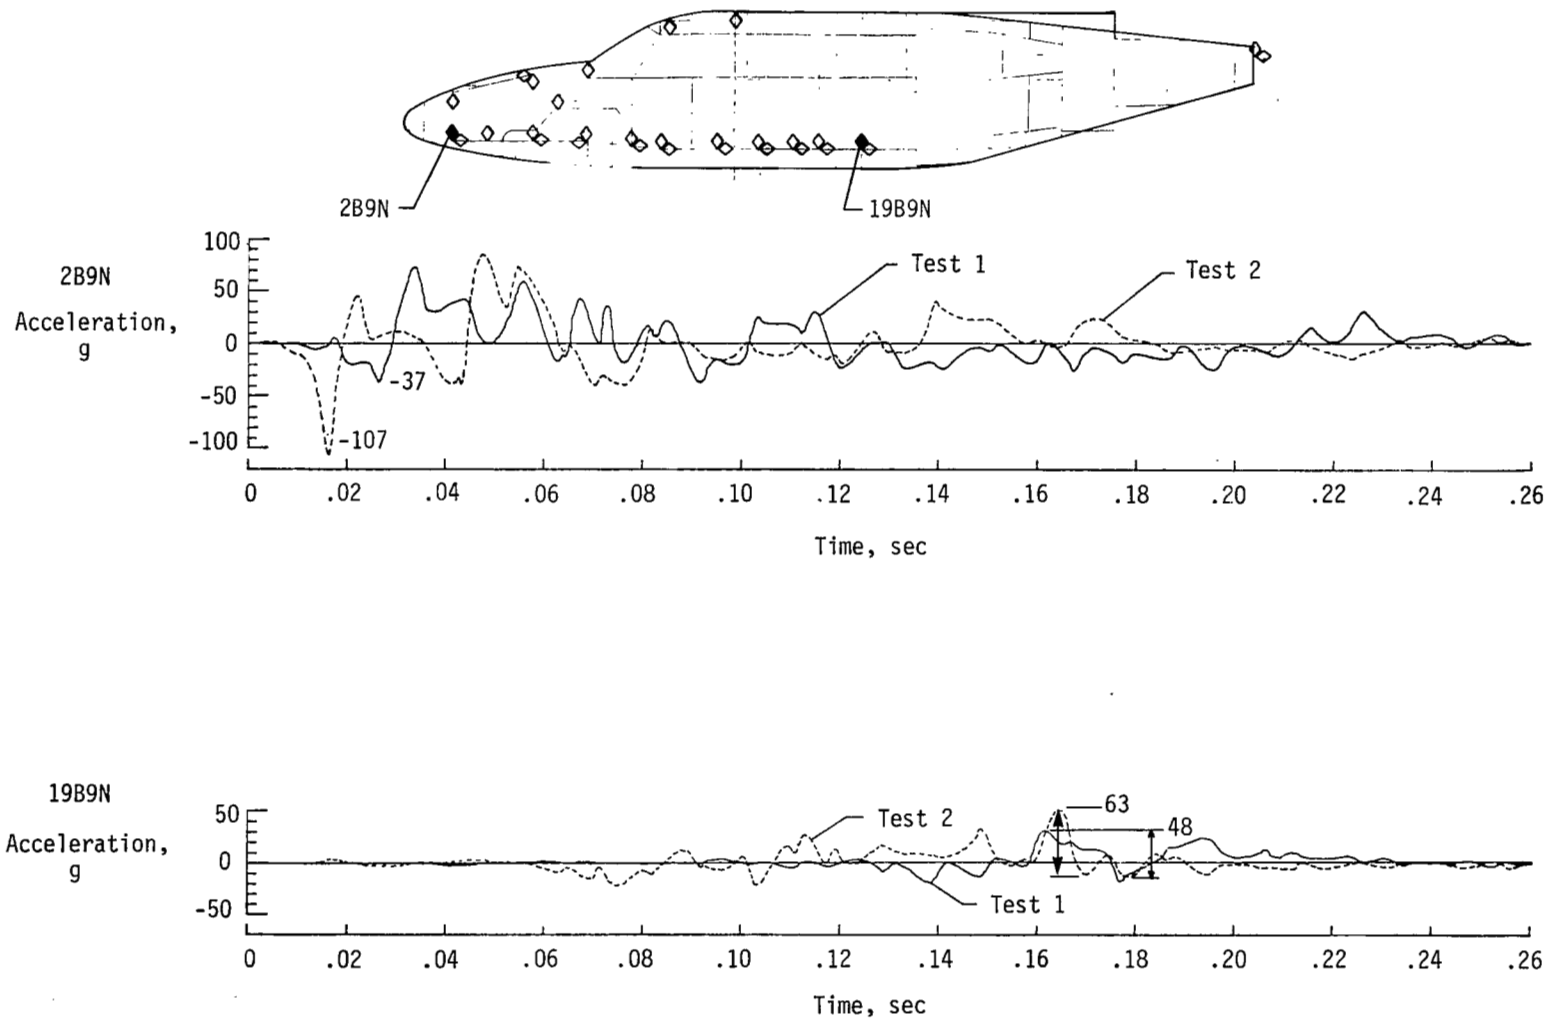 2B9N
19B9N
2B9N
Acceleration,
g
100
50
0
-50
-100
Test 1
Test 2
-37
-107
0 .02 .04 .06 .08 .10 .12 .14 .16 .18 .20 .22 .24 .26
Time, sec
19B9N
Acceleration,
g
50
0
-50
Test 2
63
48
Test 1
0 .02 .04 .06 .08 .10 .12 .14 .16 .18 .20 .22 .24 .26
Time, sec